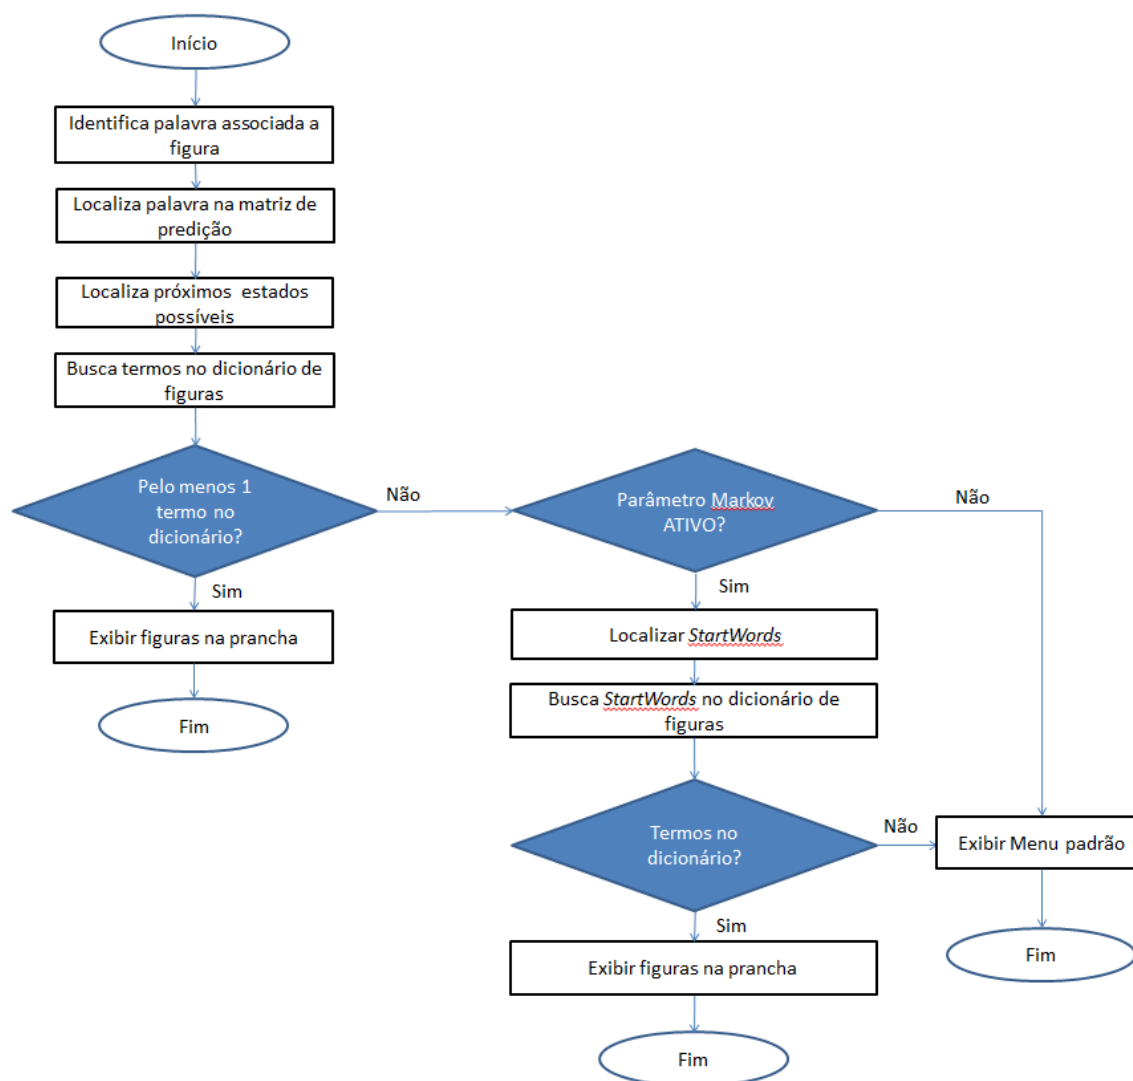 Início
Identifica palavra associada a
figura
Localiza palavra na matriz de
predição
Localiza próximos estados
possíveis
Busca termos no dicionário de
figuras
Pelo menos 1
termo no
dicionário?
Não
Sim
Exibir figuras na prancha
Fim
Parâmetro Markov
ATIVO?
Não
Sim
Localizar StartWords
Busca StartWords no dicionário de
figuras
Termos no
dicionário?
Não
Exibir Menu padrão
Fim
Sim
Exibir figuras na prancha
Fim